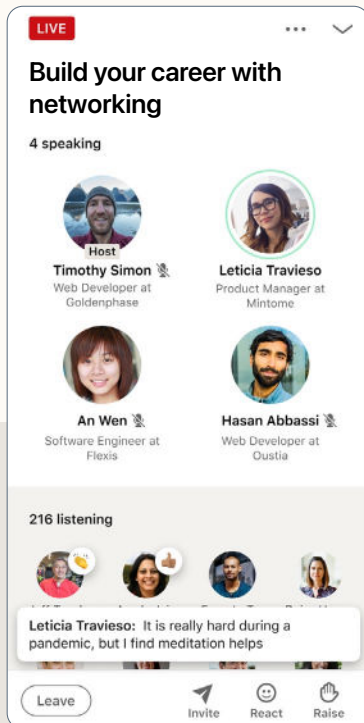 LIVE
Build your career with
networking
4 speaking
Host
Timothy Simon
Web Developer at
Goldenphase
Leticia Travieso
Product Manager at
Mintome
An Wen
Software Engineer at
Flexis
Hasan Abbassi
Web Developer at
Oustia
216 listening
Leticia Travieso: It is really hard during a
pandemic, but I find meditation helps
Leave
Invite
React
Raise